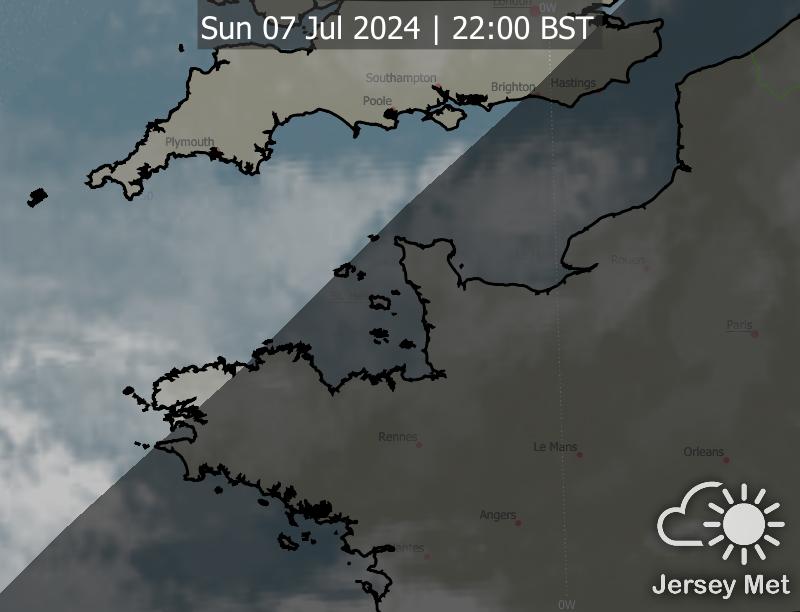 London
0W
Sun 07 Jul 2024 | 22:00 BST
Southampton
Brighton
Hastings
Poole
Plymouth
Rouen
Paris
Rennes
Le Mans
Orleans
Angers
Nantes
Jersey Met
0W